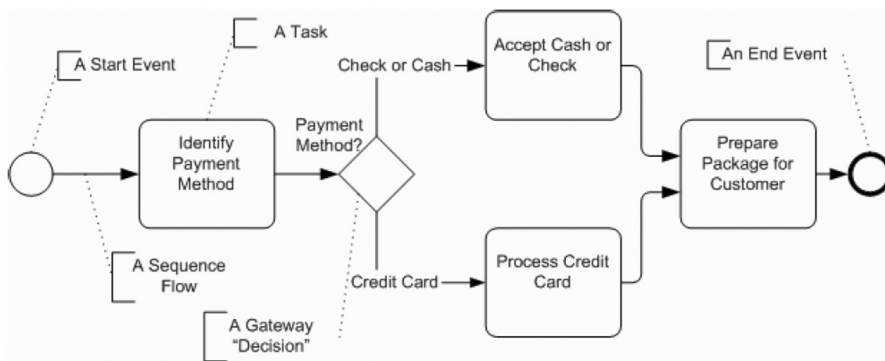 A Start Event
A Task
Check or Cash
Accept Cash or
Check
An End Event
Identify
Payment
Method
Payment
Method?
Prepare
Package for
Customer
A Sequence
Flow
Credit Card
Process Credit
Card
A Gateway
“Decision”